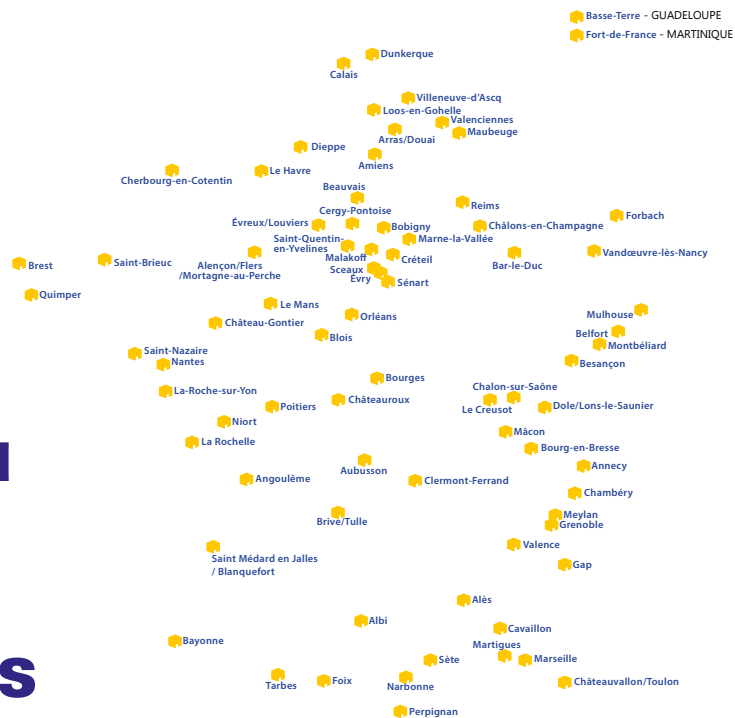 Basse-Terre - GUADELOUPE
Fort-de-France - MARTINIQUE
Dunkerque
Calais
Villeneuve-d'Ascq
Loos-en-Gohelle
Valenciennes
Maubeuge
Arras/Douai
Dieppe
Amiens
Le Havre
Cherbourg-en-Cotentin
Beauvais
Reims
Cergy-Pontoise
Forbach
Évreux/Louviers
Bobigny
Châlons-en-Champagne
Saint-Quentin-
en-Yvelines
Marne-la-Vallée
Vandœuvre-lès-Nancy
Malakoff
Créteil
Bar-le-Duc
Brest
Saint-Brieuc
Alençon/Flers
/Mortagne-au-Perche
Sceaux
Évry
Sénart
Quimper
Le Mans
Orléans
Mulhouse
Château-Gontier
Blois
Belfort
Montbéliard
Saint-Nazaire
Nantes
Besançon
Bourges
Chalon-sur-Saône
La-Roche-sur-Yon
Poitiers
Châteauroux
Le Creusot
Dole/Lons-le-Saunier
Niort
Mâcon
La Rochelle
Bourg-en-Bresse
Aubusson
Annecy
Angoulême
Clermont-Ferrand
Chambéry
Brive/Tulle
Meylan
Grenoble
Valence
Saint Médard en Jalles
/ Blanquefort
Gap
Alès
Albi
Cavaillon
Bayonne
Martigues
Sète
Marseille
Tarbes
Foix
Narbonne
Châteauvallon/Toulon
Perpignan
s